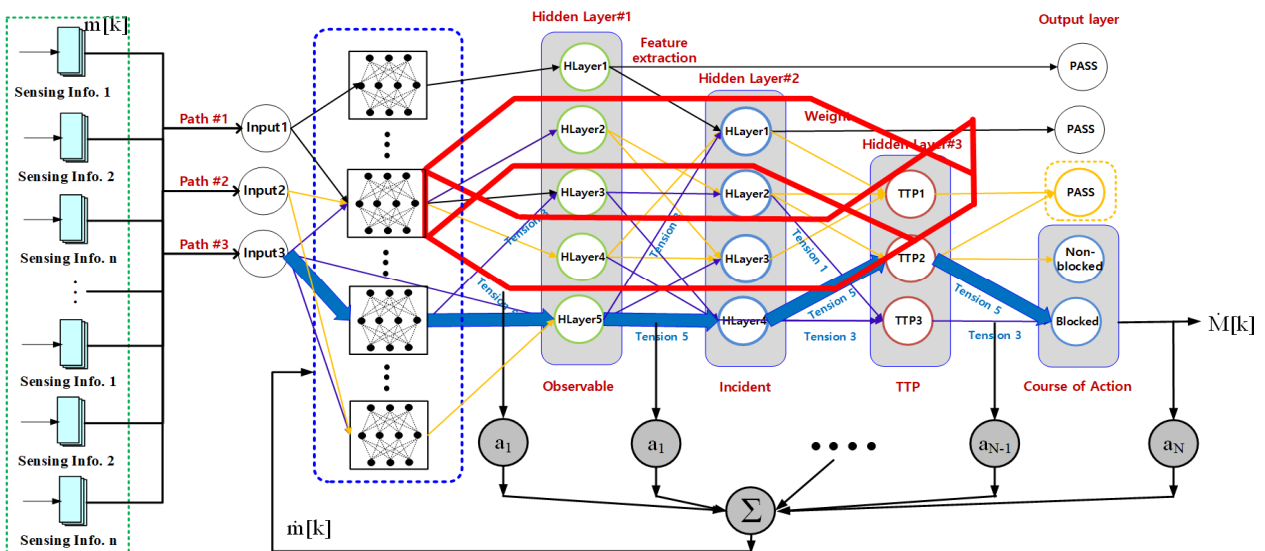 m[k]
Sensing Info. 1
Sensing Info. 2
Sensing Info. n
Sensing Info. 1
Sensing Info. 2
Sensing Info. n
Path #1
Path #2
Path #3
Input1
Input2
Input3
Hidden Layer#1
HLayer1
HLayer2
HLayer3
HLayer4
HLayer5
Observable
Feature
extraction
Hidden Layer#2
HLayer1
HLayer2
HLayer3
HLayer4
Incident
Weight
Hidden Layer#3
TTP1
TTP2
TTP3
TTP
Output layer
PASS
PASS
PASS
Non-
blocked
Blocked
Course of Action
Tension 3
Tension
Tension
Tension 5
Tension 1
Tension 5
Tension 3
Tension 5
Tension 3
Ṁ[k]
a1
a1
aN-1
aN
Σ
ṁ[k]